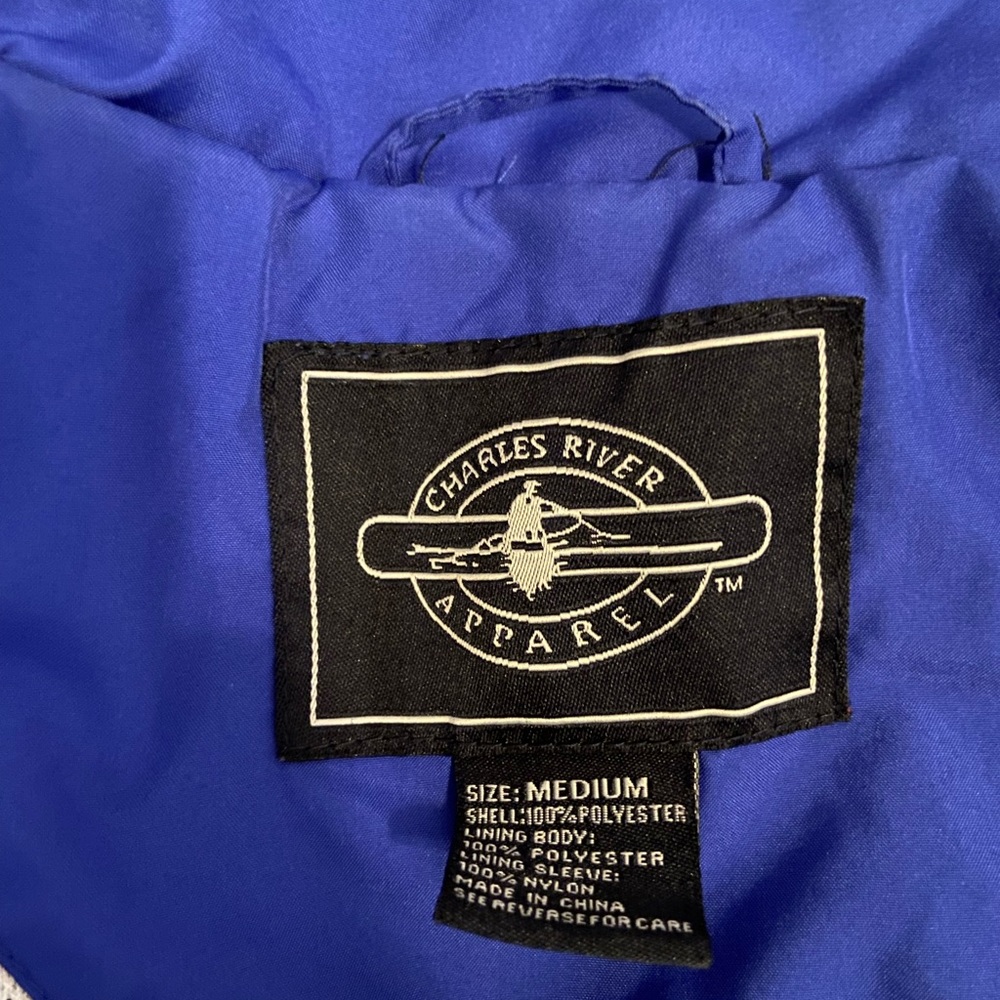 CHARLES RIVER
APPAREL
TM
SIZE: MEDIUM
SHELL:100%POLYESTER
LINING BODY:
100% POLYESTER
LINING SLEEVE:
100% NYLON
MADE IN CHINA
SEE REVERSE FOR CARE